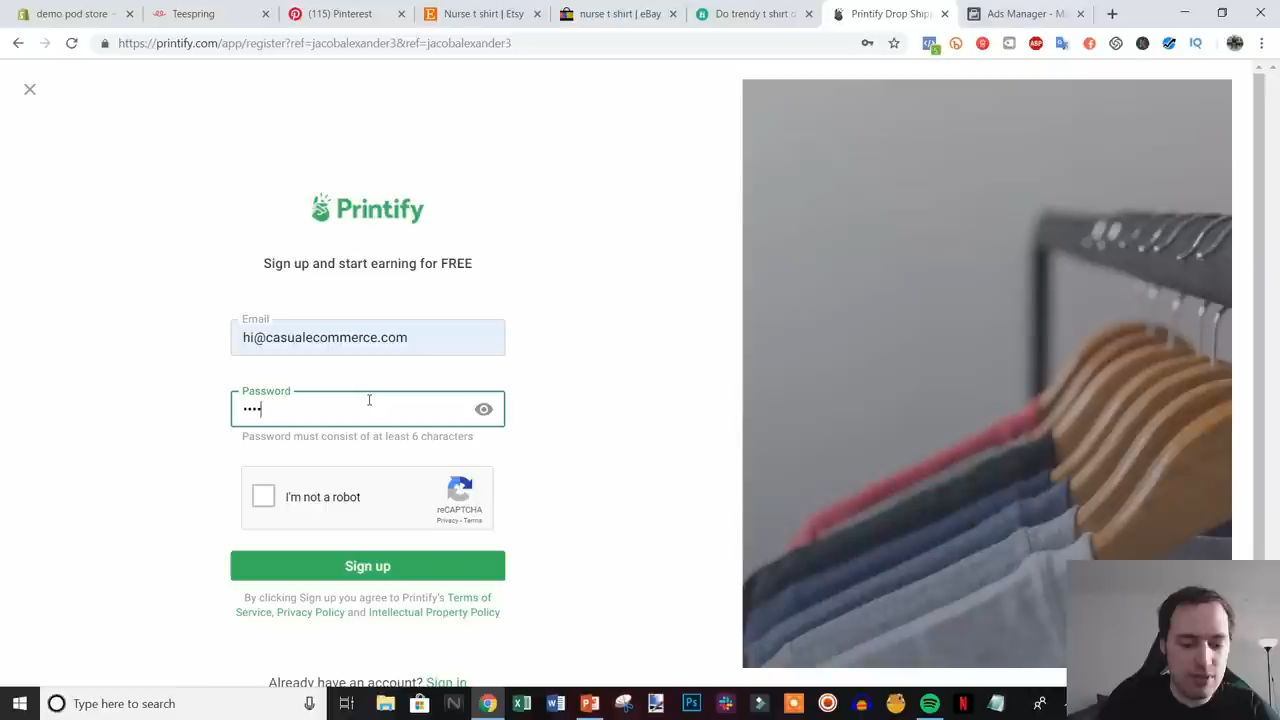 demo pod store -
Teespring
(115) Pinterest
Nurse t shirt | Etsy
nurse t shirt | eBay
Do trendy t shirt c
Printify Drop Ship
Ads Manager - M
https://printify.com/app/register?ref=jacobalexander3&ref=jacobalexander3
Printify
Sign up and start earning for FREE
Email
hi@casualecommerce.com
Password
••••
Password must consist of at least 6 characters
I'm not a robot
reCAPTCHA
Privacy - Terms
Sign up
By clicking Sign up you agree to Printify's Terms of
Service, Privacy Policy and Intellectual Property Policy
Already have an account? Sign in
Type here to search